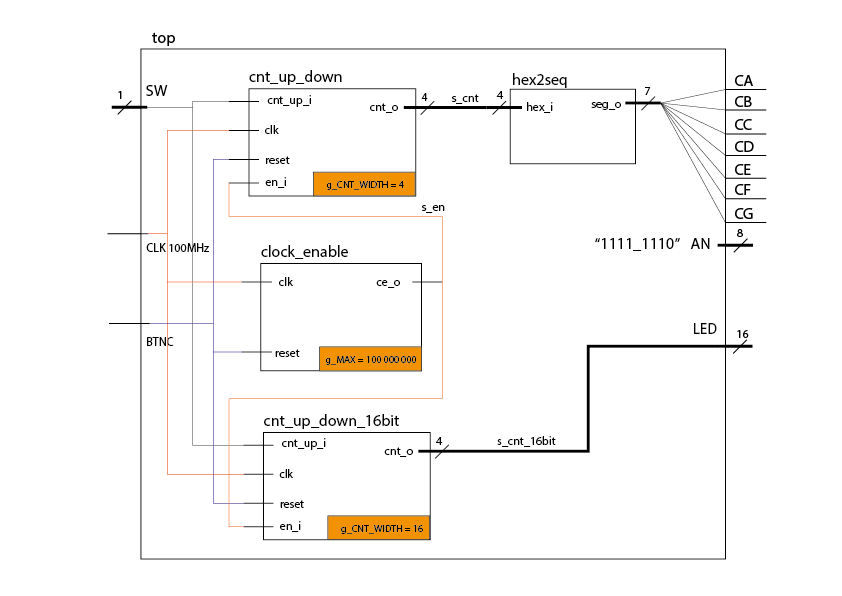 top
cnt_up_down
hex2seq
CA
1
SW
cnt_up_i
cnt_o
4
s_cnt
4
hex_i
seg_o
7
CB
clk
CC
reset
CD
en_i
g_CNT_WIDTH = 4
CE
CF
s_en
CG
CLK 100MHz
clock_enable
"1111_1110" AN
8
clk
ce_o
BTNC
reset
g_MAX = 100 000 000
LED
16
cnt_up_down_16bit
cnt_up_i
cnt_o
4
s_cnt_16bit
clk
reset
en_i
g_CNT_WIDTH = 16